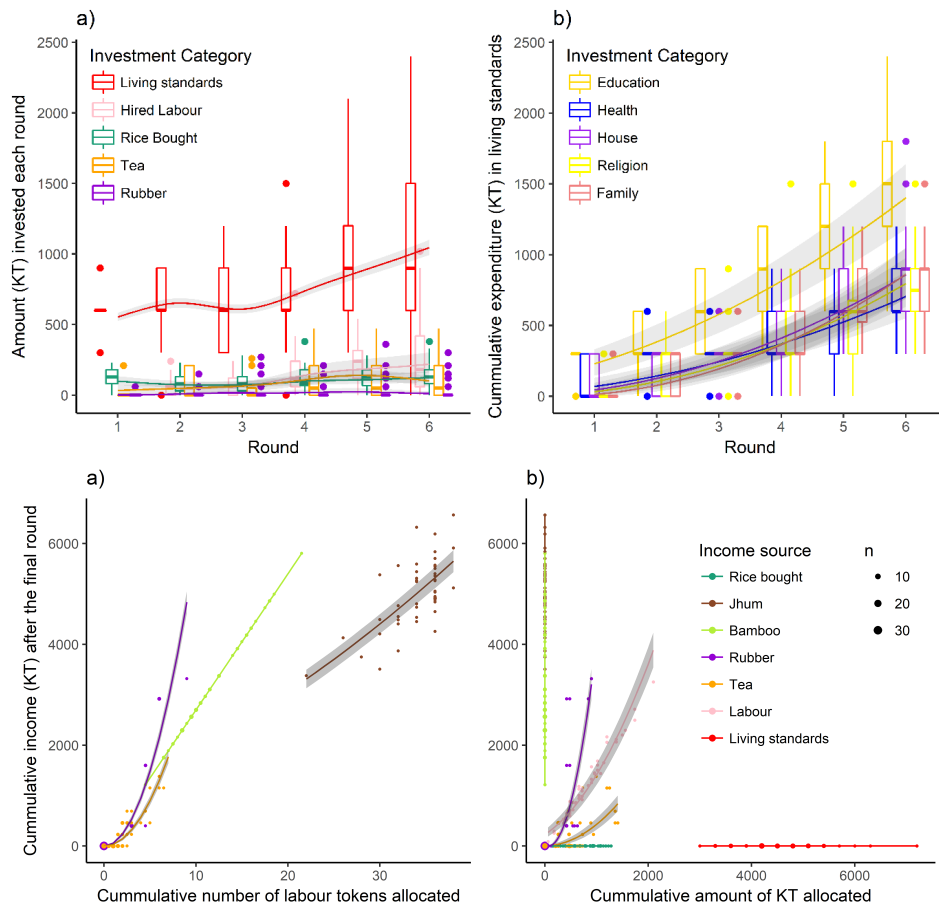 a)
Amount (KT) invested each round
2500
2000
1500
1000
500
0
Investment Category
Living standards
Hired Labour
Rice Bought
Tea
Rubber
1 2 3 4 5 6
Round
b)
Cummulative expenditure (KT) in living standards
2500
2000
1500
1000
500
0
Investment Category
Education
Health
House
Religion
Family
1 2 3 4 5 6
Round
a)
Cummulative income (KT) after the final round
6000
4000
2000
0
0 10 20 30
Cummulative number of labour tokens allocated
b)
6000
4000
2000
0
Income source
Rice bought
Jhum
Bamboo
Rubber
Tea
Labour
Living standards
n
10
20
30
0 2000 4000 6000
Cummulative amount of KT allocated